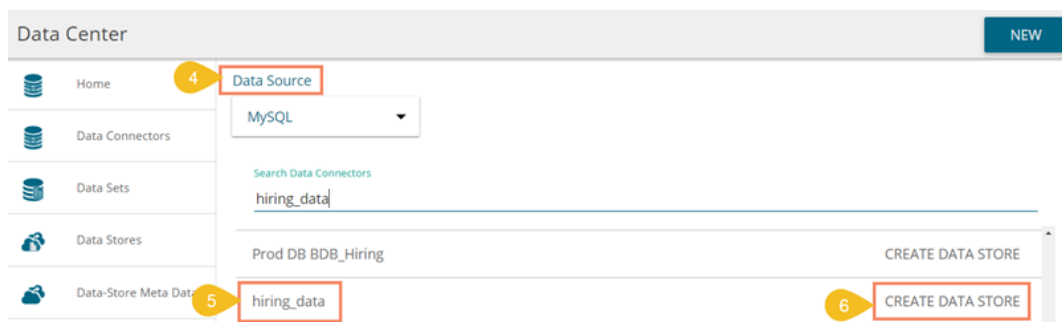 Data Center
NEW
Home
4
Data Source
MySQL
Data Connectors
Search Data Connectors
Data Sets
hiring_data
Data Stores
Prod DB BDB_Hiring
CREATE DATA STORE
Data-Store Meta Data
5
hiring_data
6
CREATE DATA STORE